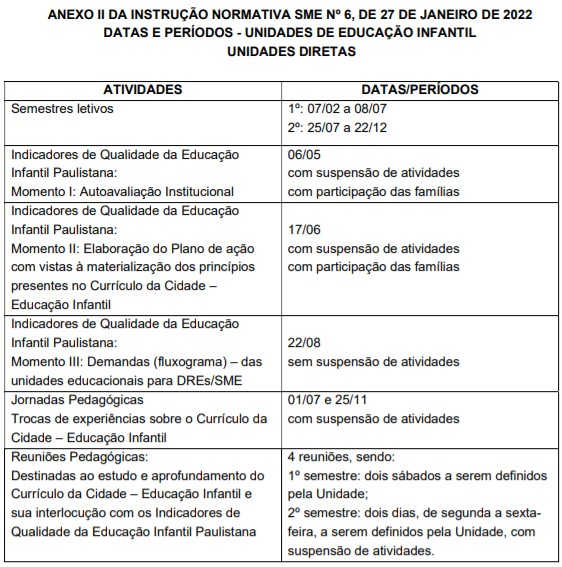 ANEXO II DA INSTRUÇÃO NORMATIVA SME Nº 6, DE 27 DE JANEIRO DE 2022
DATAS E PERÍODOS - UNIDADES DE EDUCAÇÃO INFANTIL
UNIDADES DIRETAS
ATIVIDADES
DATAS/PERÍODOS
Semestres letivos
1º: 07/02 a 08/07
2º: 25/07 a 22/12
Indicadores de Qualidade da Educação
Infantil Paulistana:
Momento I: Autoavaliação Institucional
06/05
com suspensão de atividades
com participação das famílias
Indicadores de Qualidade da Educação
Infantil Paulistana:
Momento II: Elaboração do Plano de ação
com vistas à materialização dos princípios
presentes no Currículo da Cidade –
Educação Infantil
17/06
com suspensão de atividades
com participação das famílias
Indicadores de Qualidade da Educação
Infantil Paulistana:
Momento III: Demandas (fluxograma) – das
unidades educacionais para DREs/SME
22/08
sem suspensão de atividades
Jornadas Pedagógicas
Trocas de experiências sobre o Currículo da
Cidade – Educação Infantil
01/07 e 25/11
com suspensão de atividades
Reuniões Pedagógicas:
Destinadas ao estudo e aprofundamento do
Currículo da Cidade – Educação Infantil e
sua interlocução com os Indicadores de
Qualidade da Educação Infantil Paulistana
4 reuniões, sendo:
1º semestre: dois sábados a serem definidos
pela Unidade;
2º semestre: dois dias, de segunda a sexta-
feira, a serem definidos pela Unidade, com
suspensão de atividades.